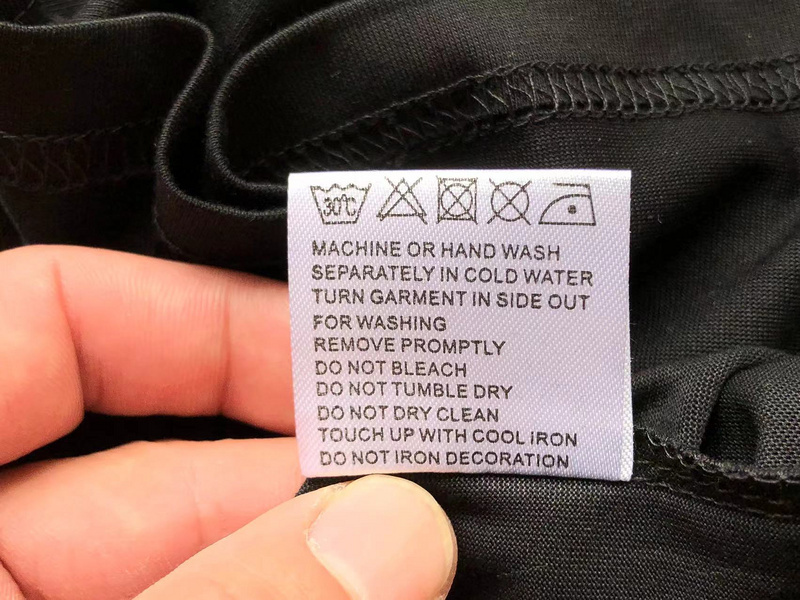 30°C
MACHINE OR HAND WASH
SEPARATELY IN COLD WATER
TURN GARMENT IN SIDE OUT
FOR WASHING
REMOVE PROMPTLY
DO NOT BLEACH
DO NOT TUMBLE DRY
DO NOT DRY CLEAN
TOUCH UP WITH COOL IRON
DO NOT IRON DECORATION